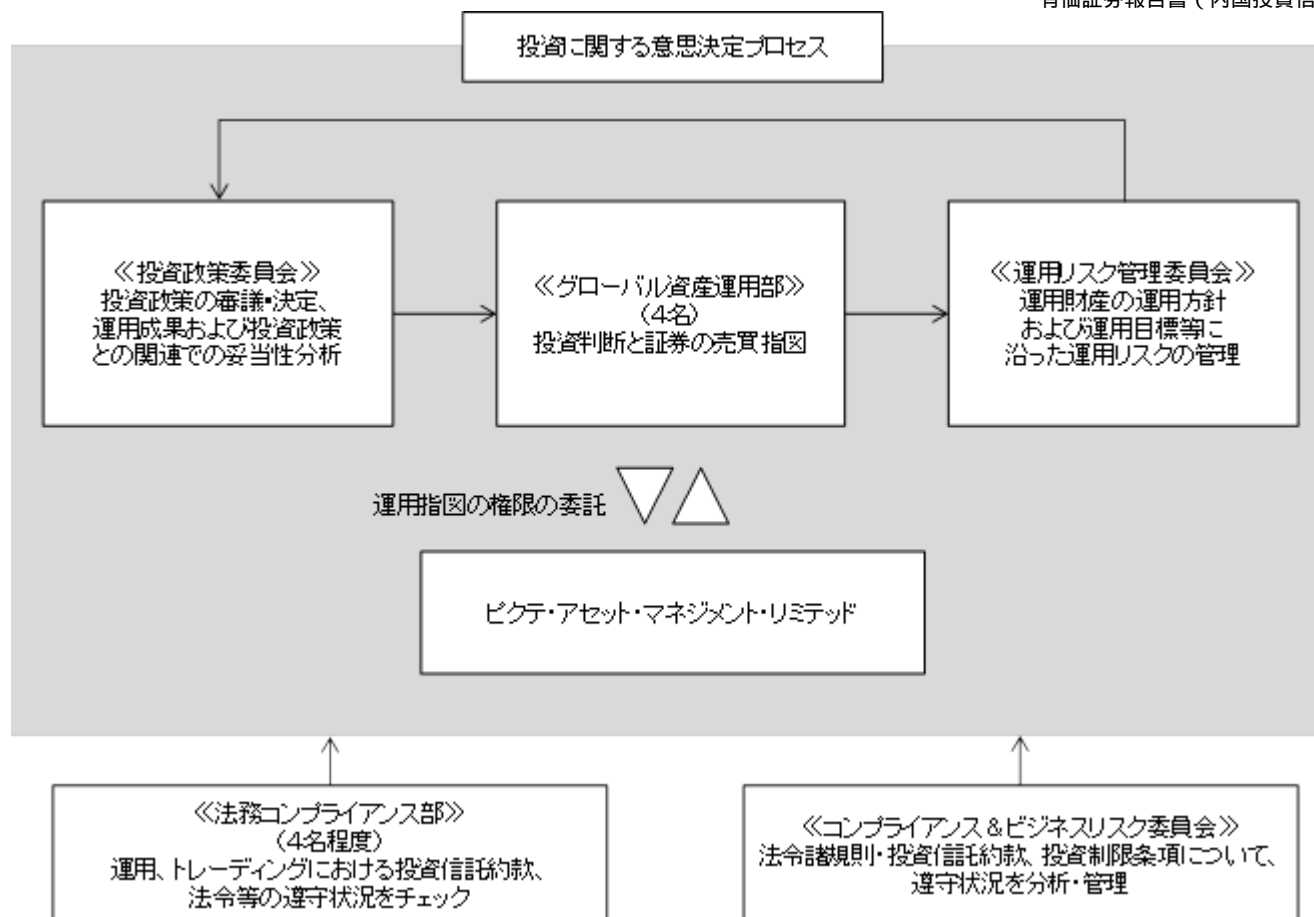 有価証券報告書(内国投資信
投資に関する意思決定プロセス
≪投資政策委員会≫
投資政策の審議・決定、
運用成果および投資政策
との関連での妥当性分析
≪グローバル資産運用部≫
(4名)
投資判断と証券の売買指図
≪運用リスク管理委員会≫
運用財産の運用方針
および運用目標等に
沿った運用リスクの管理
運用指図の権限の委託
ピクテ・アセット・マネジメント・リミテッド
≪法務コンプライアンス部≫
(4名程度)
運用、トレーディングにおける投資信託約款、
法令等の遵守状況をチェック
≪コンプライアンス&ビジネスリスク委員会≫
法令諸規則・投資信託約款、投資制限条項について、
遵守状況を分析・管理